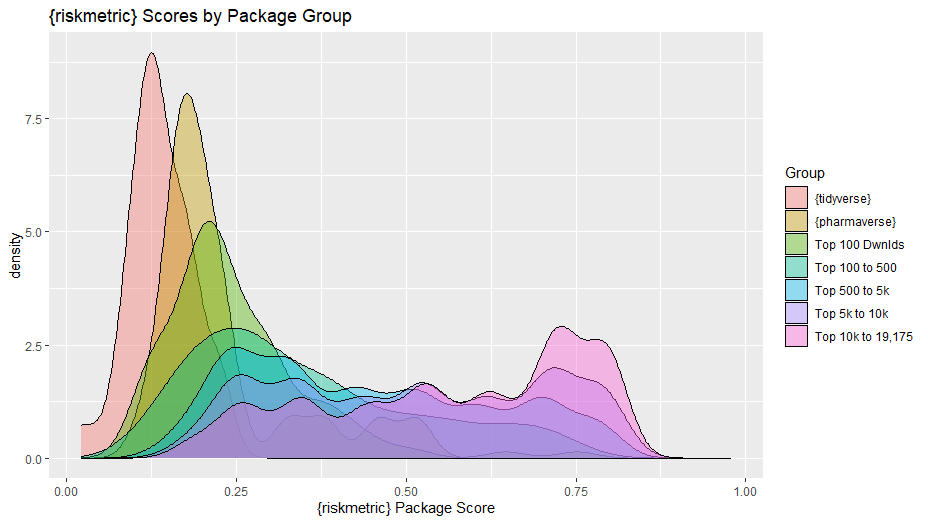 {riskmetric} Scores by Package Group
density
7.5
5.0
2.5
0.0
0.00
0.25
0.50
0.75
1.00
{riskmetric} Package Score
Group
{tidyverse}
{pharmaverse}
Top 100 Dwnlds
Top 100 to 500
Top 500 to 5k
Top 5k to 10k
Top 10k to 19,175